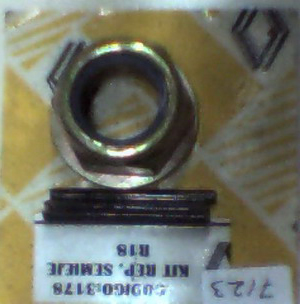 CODIGO: 3178
KIT REP. SEMIEJE
R18
7123